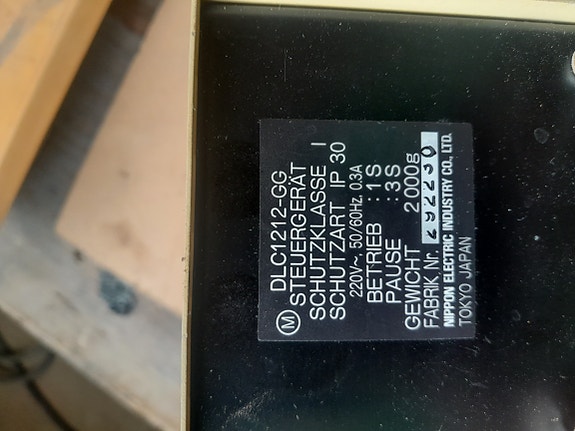 Ⓜ DLC1212-GG
STEUERGERÄT
SCHUTZKLASSE I
SCHUTZART IP 30
220V~, 50/60Hz, 0.3A
BETRIEB : 1S
PAUSE : 3S
GEWICHT 2000g
FABRIK Nr. 292230
NIPPON ELECTRIC INDUSTRY CO., LTD.
TOKYO JAPAN